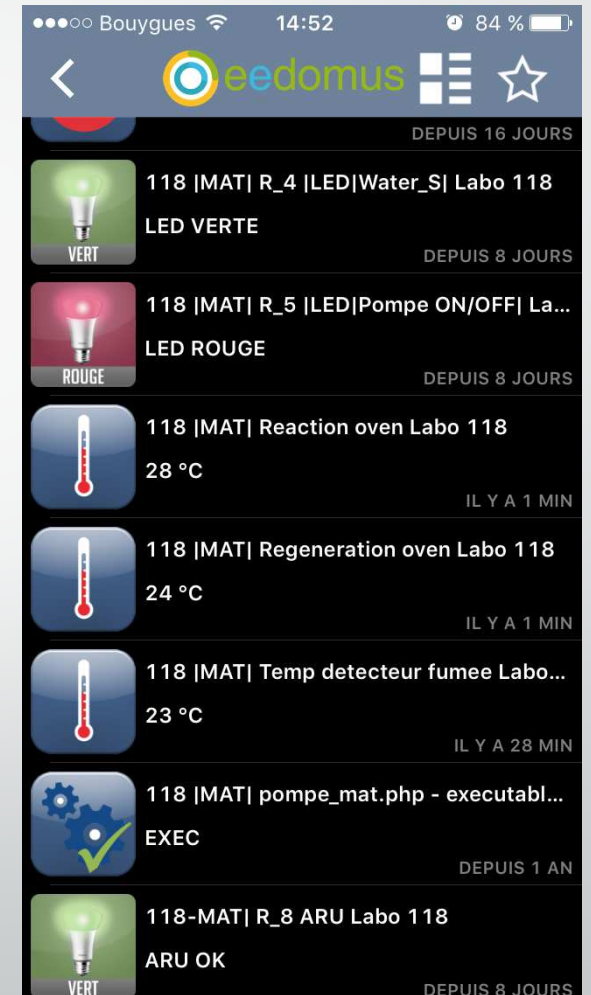 Bouygues 14:52 84 %
eedomus
DEPUIS 16 JOURS
118 |MAT| R_4 |LED|Water_S| Labo 118
LED VERTE
VERT
DEPUIS 8 JOURS
118 |MAT| R_5 |LED|Pompe ON/OFF| La...
LED ROUGE
ROUGE
DEPUIS 8 JOURS
118 |MAT| Reaction oven Labo 118
28 °C
IL Y A 1 MIN
118 |MAT| Regeneration oven Labo 118
24 °C
IL Y A 1 MIN
118 |MAT| Temp detecteur fumee Labo...
23 °C
IL Y A 28 MIN
118 |MAT| pompe_mat.php - executabl...
EXEC
DEPUIS 1 AN
118-MAT| R_8 ARU Labo 118
ARU OK
VERT
DEPUIS 8 JOURS